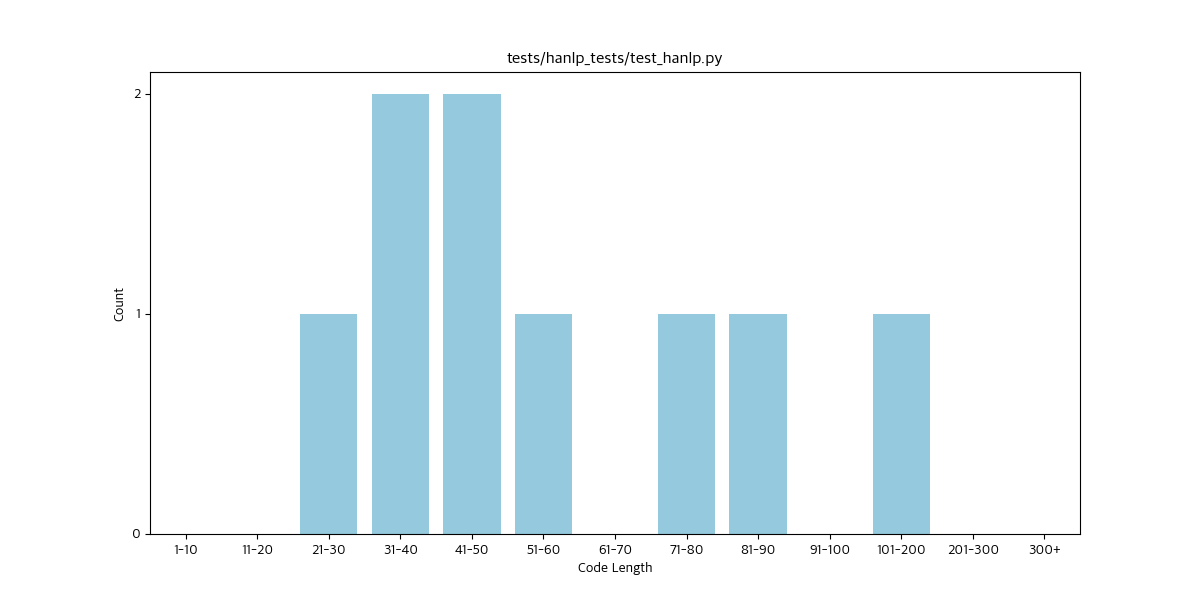 tests/hanlp_tests/test_hanlp.py
2
1
0
Count
1-10 11-20 21-30 31-40 41-50 51-60 61-70 71-80 81-90 91-100 101-200 201-300 300+
Code Length